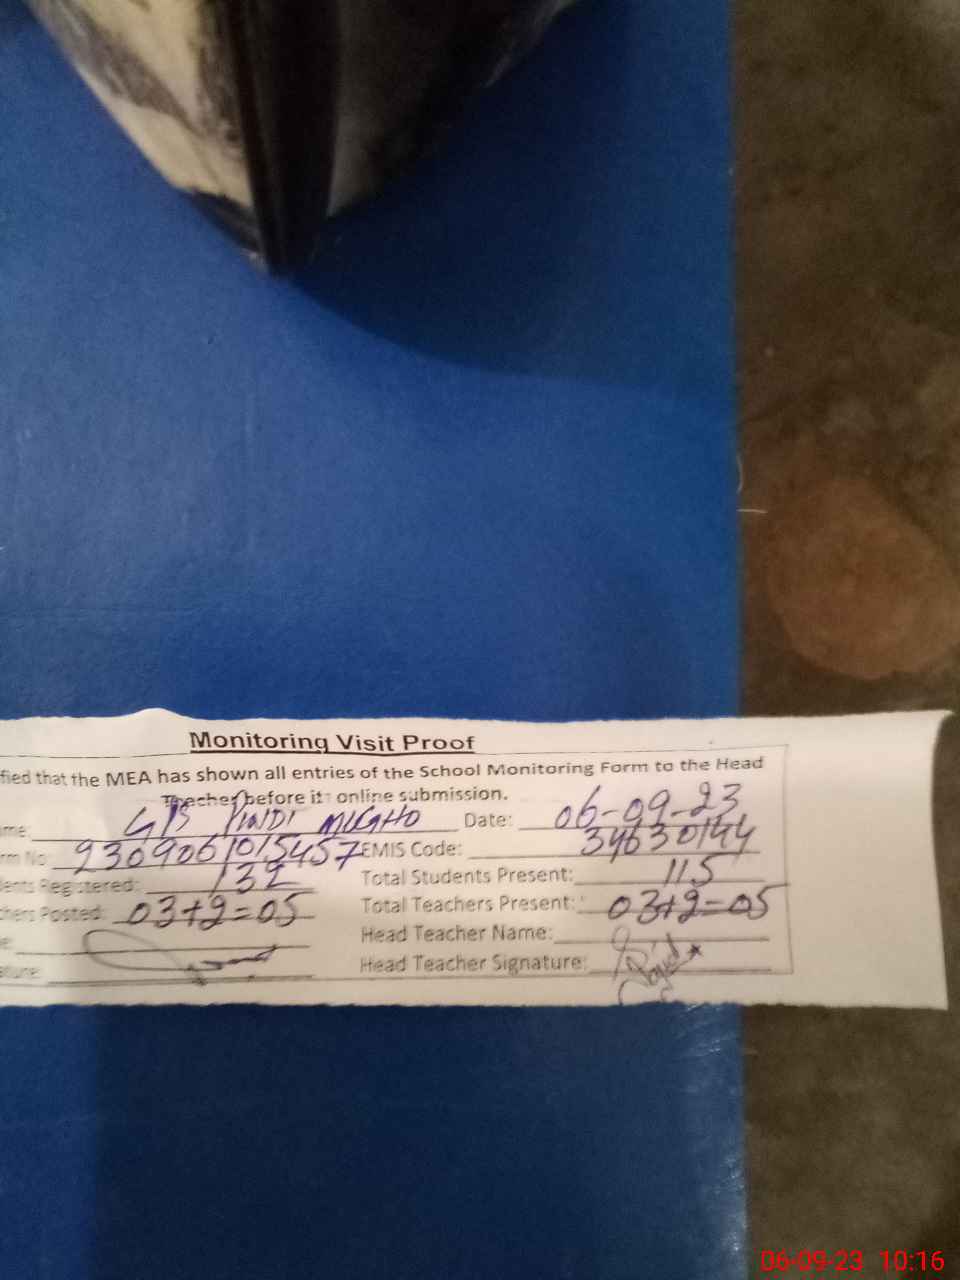 Monitoring Visit Proof
fied that the MEA has shown all entries of the School Monitoring Form to the Head
Teacher before its online submission.
me: GPS PINDI MUGHO Date: 06-09-23
rm No: 9309061015457 EMIS Code: 34630144
ents Registered: 132 Total Students Present: 115
chers Posted: 03+2=05 Total Teachers Present: 03+2=05
e: Head Teacher Name:
ature: Head Teacher Signature:
06-09-23 10:16